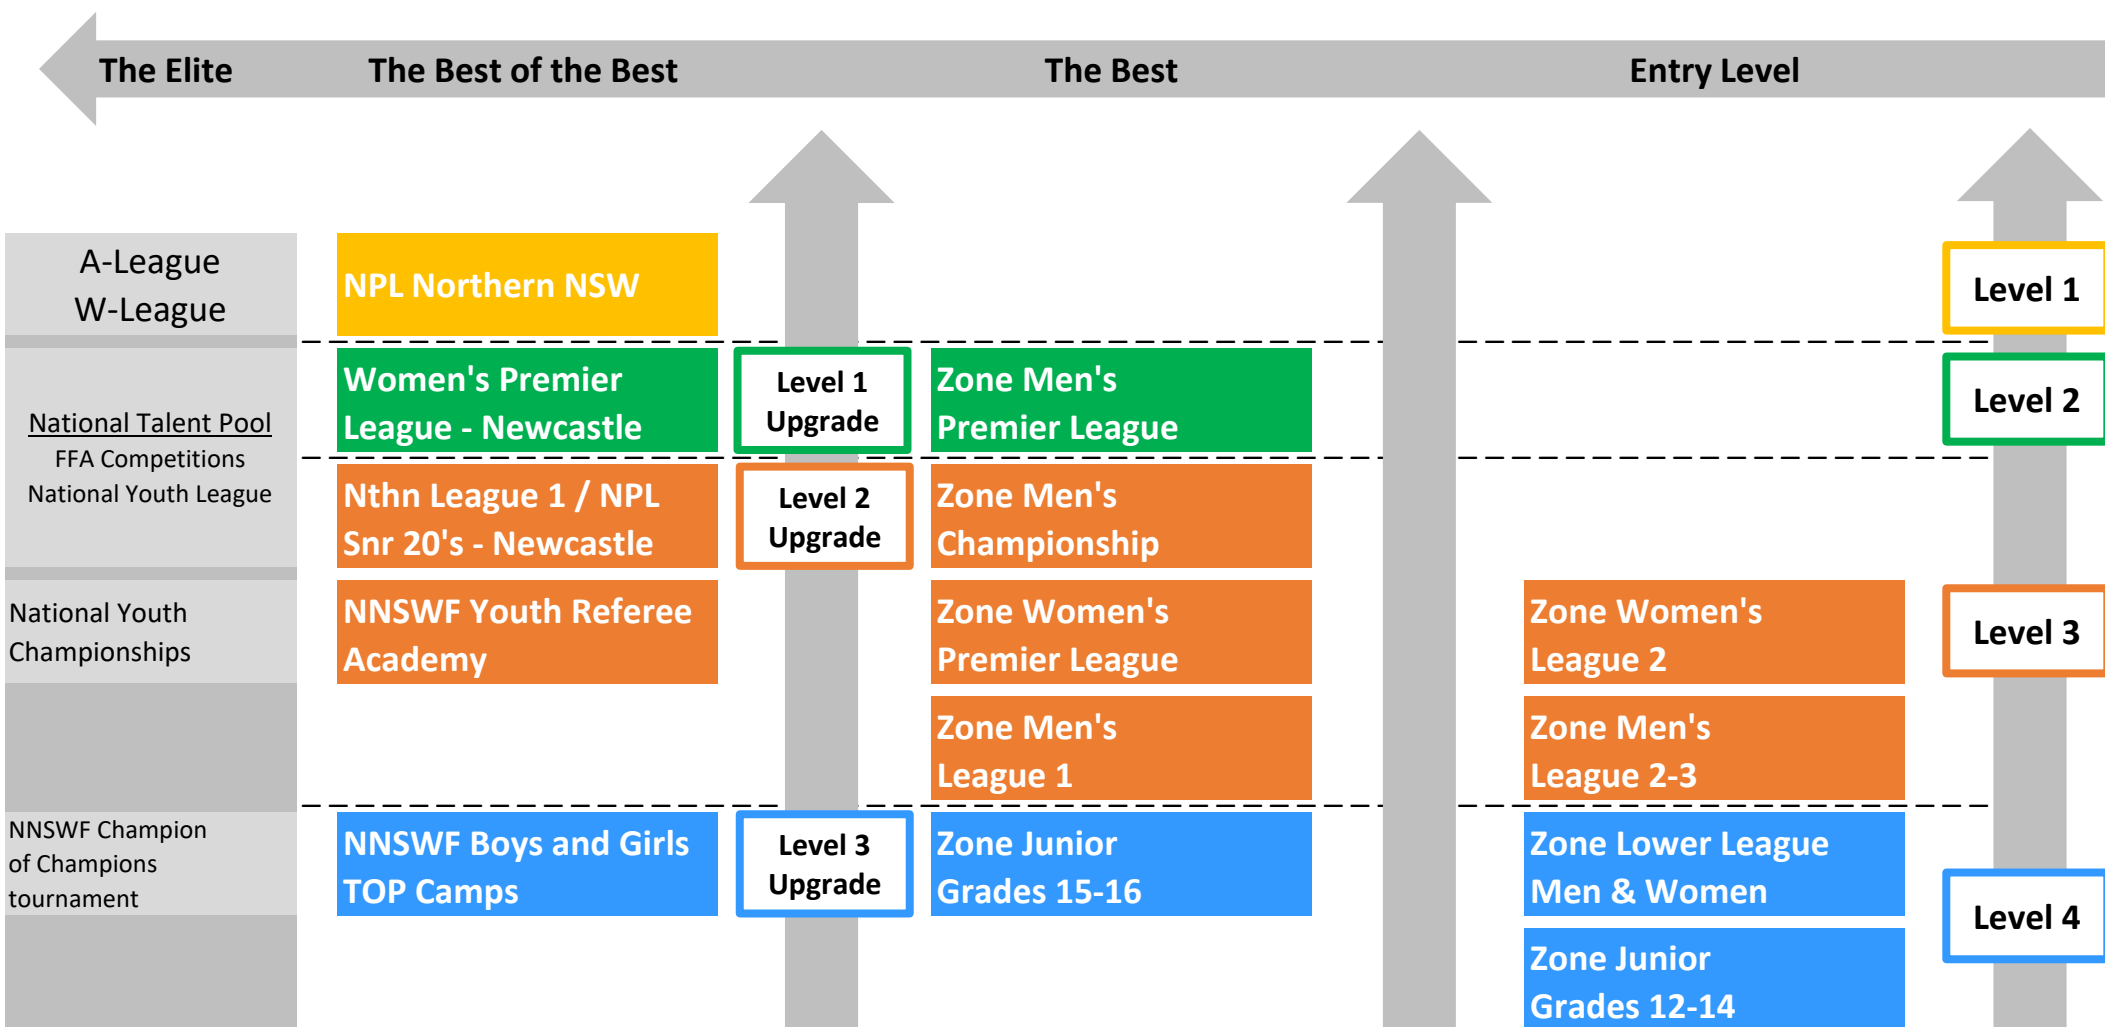 The Elite
The Best of the Best
The Best
Entry Level
A-League
W-League
NPL Northern NSW
Level 1
National Talent Pool
FFA Competitions
National Youth League
Women's Premier
League - Newcastle
Level 1
Upgrade
Zone Men's
Premier League
Level 2
Nthn League 1 / NPL
Snr 20's - Newcastle
Level 2
Upgrade
Zone Men's
Championship
National Youth
Championships
NNSWF Youth Referee
Academy
Zone Women's
Premier League
Zone Women's
League 2
Level 3
Zone Men's
League 1
Zone Men's
League 2-3
NNSWF Champion
of Champions
tournament
NNSWF Boys and Girls
TOP Camps
Level 3
Upgrade
Zone Junior
Grades 15-16
Zone Lower League
Men & Women
Level 4
Zone Junior
Grades 12-14